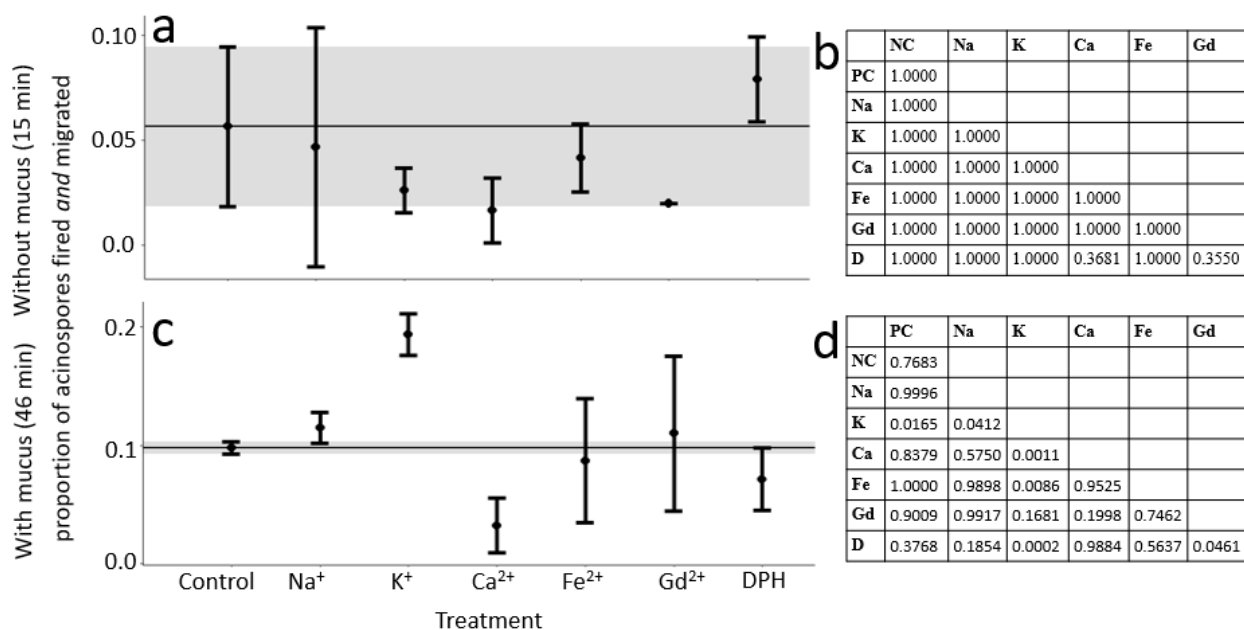 Without mucus (15 min)
With mucus (46 min)
proportion of acinospores fired and migrated
a
0.10
0.05
0.0
b
NC Na K Ca Fe Gd
PC 1.0000
Na 1.0000
K 1.0000 1.0000
Ca 1.0000 1.0000 1.0000
Fe 1.0000 1.0000 1.0000 1.0000
Gd 1.0000 1.0000 1.0000 1.0000 1.0000
D 1.0000 1.0000 1.0000 0.3681 1.0000 0.3550
c
0.2
0.1
0.0
d
PC Na K Ca Fe Gd
NC 0.7683
Na 0.9996
K 0.0165 0.0412
Ca 0.8379 0.5750 0.0011
Fe 1.0000 0.9898 0.0086 0.9525
Gd 0.9009 0.9917 0.1681 0.1998 0.7462
D 0.3768 0.1854 0.0002 0.9884 0.5637 0.0461
Control Na⁺ K⁺ Ca²⁺ Fe²⁺ Gd²⁺ DPH
Treatment